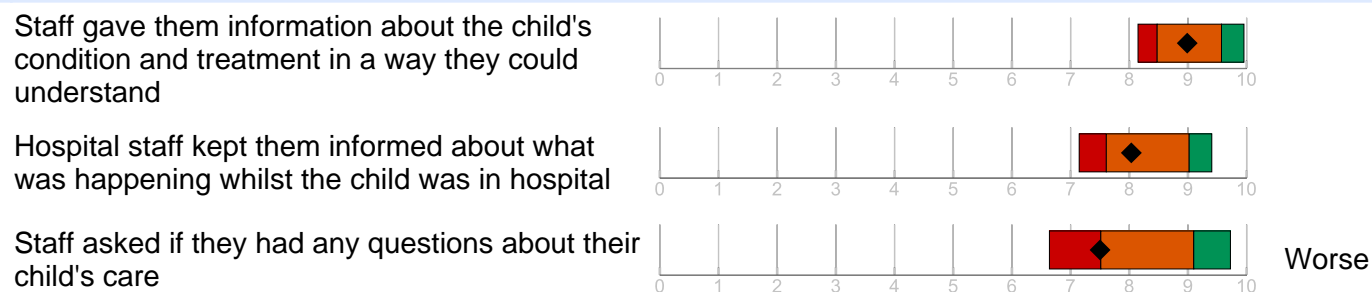 Staff gave them information about the child's
condition and treatment in a way they could
understand
0 1 2 3 4 5 6 7 8 9 10
Hospital staff kept them informed about what
was happening whilst the child was in hospital
0 1 2 3 4 5 6 7 8 9 10
Staff asked if they had any questions about their
child's care
Worse
0 1 2 3 4 5 6 7 8 9 10